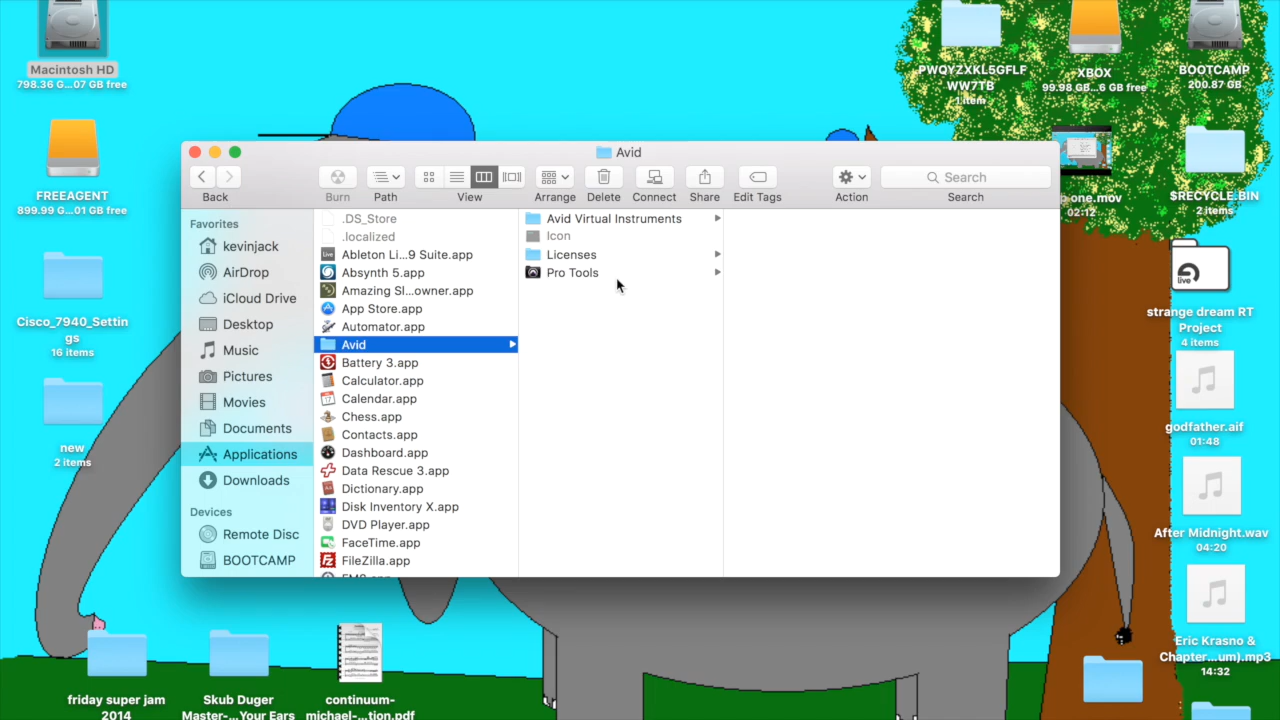 Macintosh HD
798.36 G...07 GB free
FREEAGENT
899.99 G...01 GB free
Cisco_7940_Settin
gs
16 items
new
2 items
friday super jam
2014
Skub Duger
Master-...Your Ears
continuum-
michael-...tion.pdf
Avid
Back
Burn
Path
View
Arrange
Delete
Connect
Share
Edit Tags
Action
Search
Search
Favorites
kevinjack
AirDrop
iCloud Drive
Desktop
Music
Pictures
Movies
Documents
Applications
Downloads
Devices
Remote Disc
BOOTCAMP
.DS_Store
.localized
Ableton Li...9 Suite.app
Absynth 5.app
Amazing Sl...owner.app
App Store.app
Automator.app
Avid
Battery 3.app
Calculator.app
Calendar.app
Chess.app
Contacts.app
Dashboard.app
Data Rescue 3.app
Dictionary.app
Disk Inventory X.app
DVD Player.app
FaceTime.app
FileZilla.app
Avid Virtual Instruments
Icon
Licenses
Pro Tools
PWQYZXKL5GFLF
WW7TB
1 item
XBOX
99.98 GB...6 GB free
BOOTCAMP
200.87 GB
p one.mov
02:12
$RECYCLE.BIN
2 items
live
strange dream RT
Project
4 items
godfather.aif
01:48
After Midnight.wav
04:20
Eric Krasno &
Chapter...um).mp3
14:32